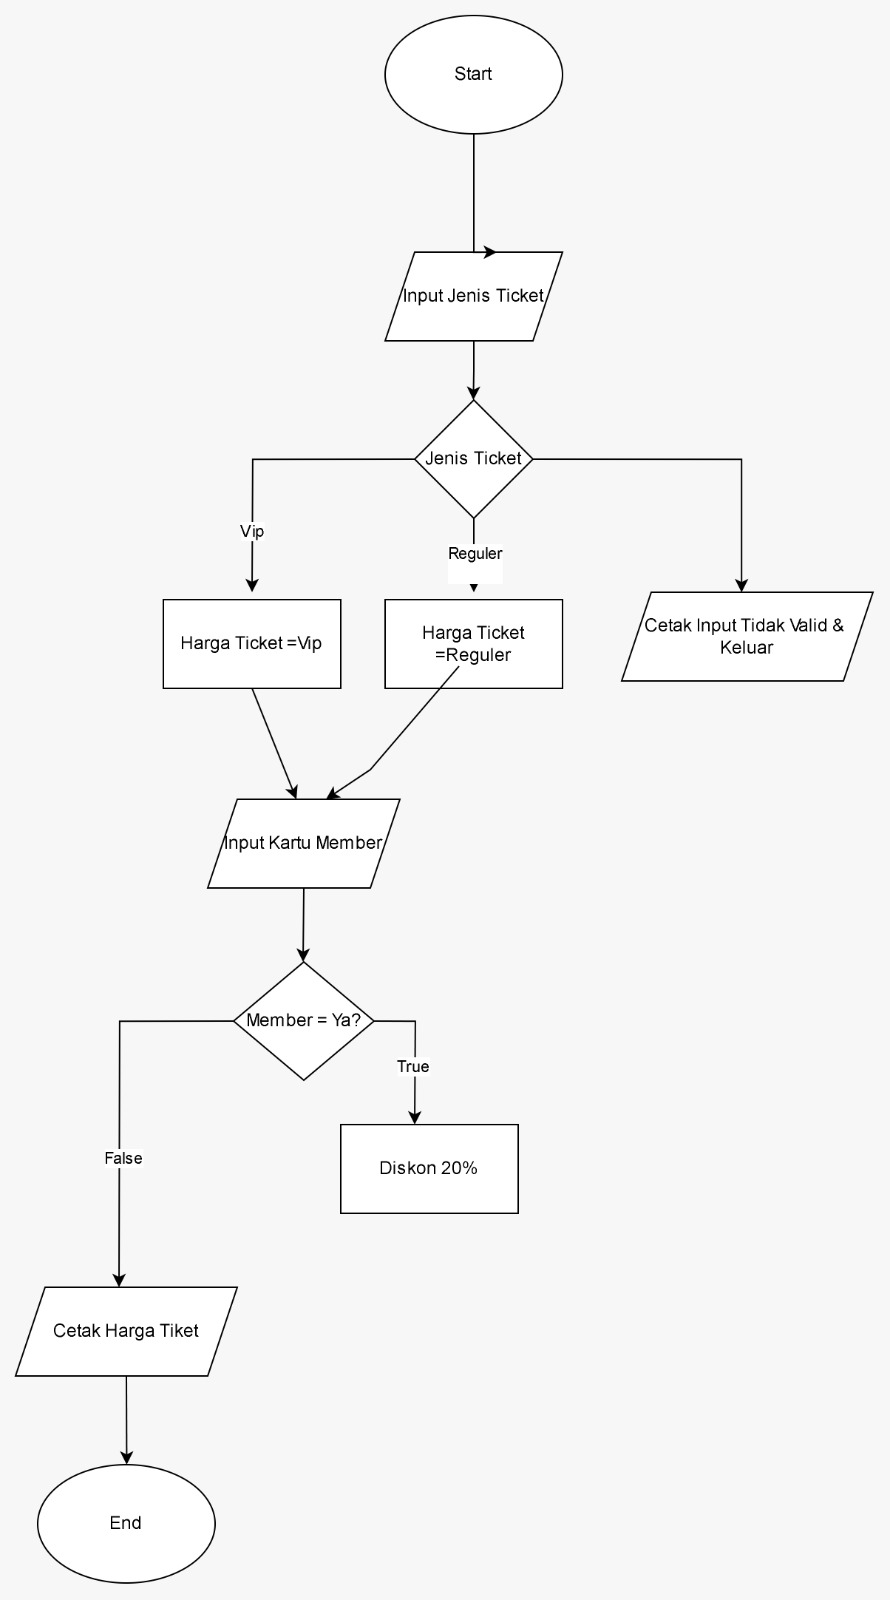 Start
Input Jenis Ticket
Jenis Ticket
Vip
Reguler
Harga Ticket =Vip
Harga Ticket
=Reguler
Cetak Input Tidak Valid &
Keluar
Input Kartu Member
Member = Ya?
True
False
Diskon 20%
Cetak Harga Tiket
End